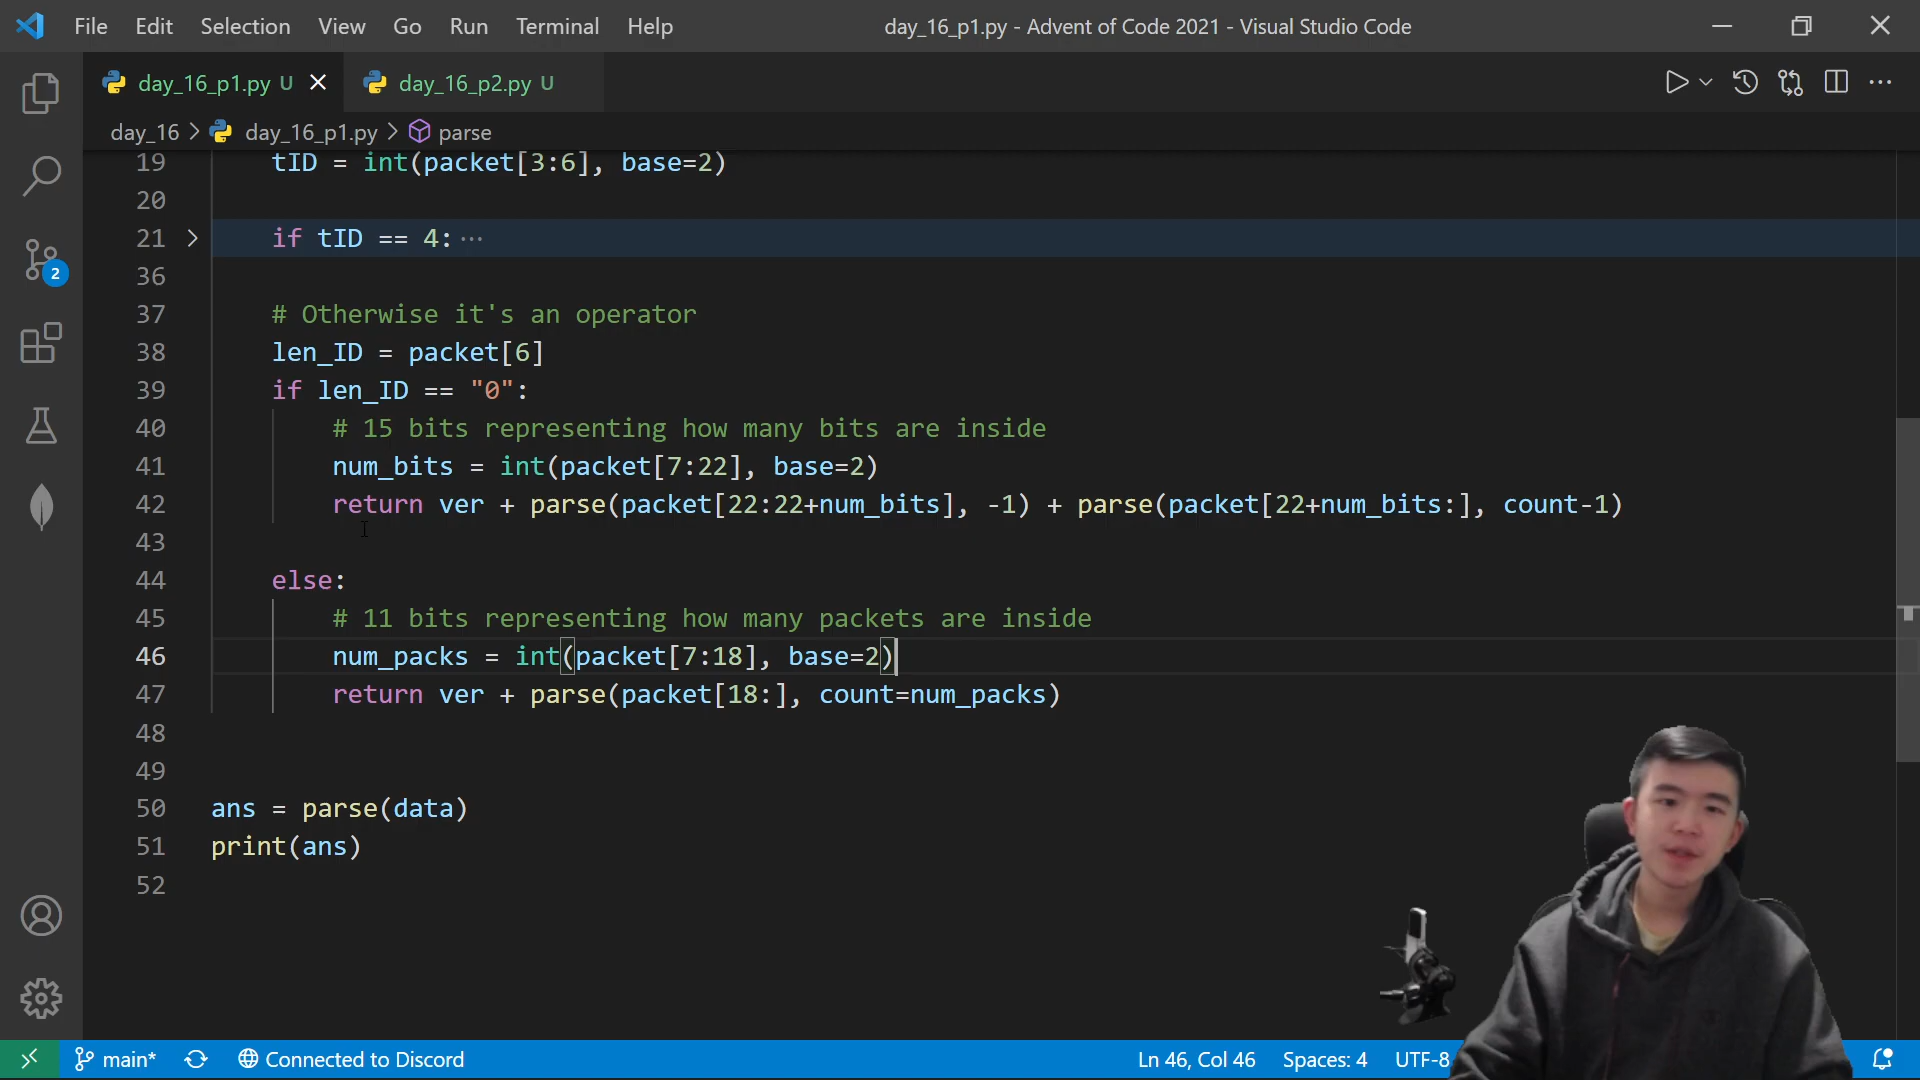 File Edit Selection View Go Run Terminal Help day_16_p1.py - Advent of Code 2021 - Visual Studio Code
day_16_p1.py U day_16_p2.py U
day_16 > day_16_p1.py > parse
19 tID = int(packet[3:6], base=2)
20
21 if tID == 4:···
36
37 # Otherwise it's an operator
38 len_ID = packet[6]
39 if len_ID == "0":
40 # 15 bits representing how many bits are inside
41 num_bits = int(packet[7:22], base=2)
42 return ver + parse(packet[22:22+num_bits], -1) + parse(packet[22+num_bits:], count-1)
43
44 else:
45 # 11 bits representing how many packets are inside
46 num_packs = int(packet[7:18], base=2)
47 return ver + parse(packet[18:], count=num_packs)
48
49
50 ans = parse(data)
51 print(ans)
52
2
main* Connected to Discord Ln 46, Col 46 Spaces: 4 UTF-8